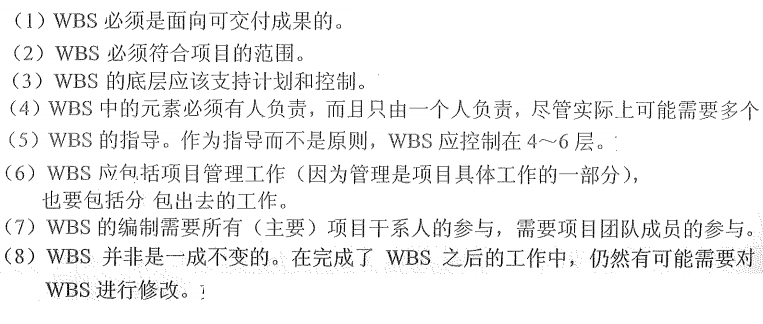 (1) WBS 必须是面向可交付成果的。
(2) WBS 必须符合项目的范围。
(3) WBS 的底层应该支持计划和控制。
(4) WBS 中的元素必须有人负责，而且只由一个人负责，尽管实际上可能需要多个
(5) WBS 的指导。作为指导而不是原则，WBS 应控制在 4～6 层。
(6) WBS 应包括项目管理工作（因为管理是项目具体工作的一部分），
也要包括分 包出去的工作。
(7) WBS 的编制需要所有（主要）项目干系人的参与，需要项目团队成员的参与。
(8) WBS 并非是一成不变的。在完成了 WBS 之后的工作中，仍然有可能需要对
WBS 进行修改。